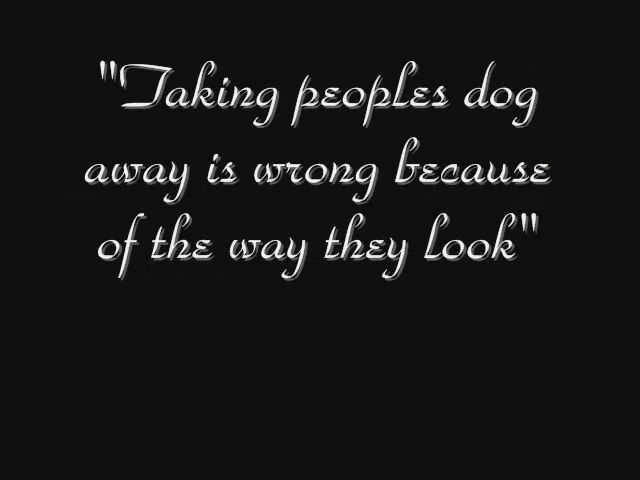 "Taking peoples dog
away is wrong because
of the way they look"